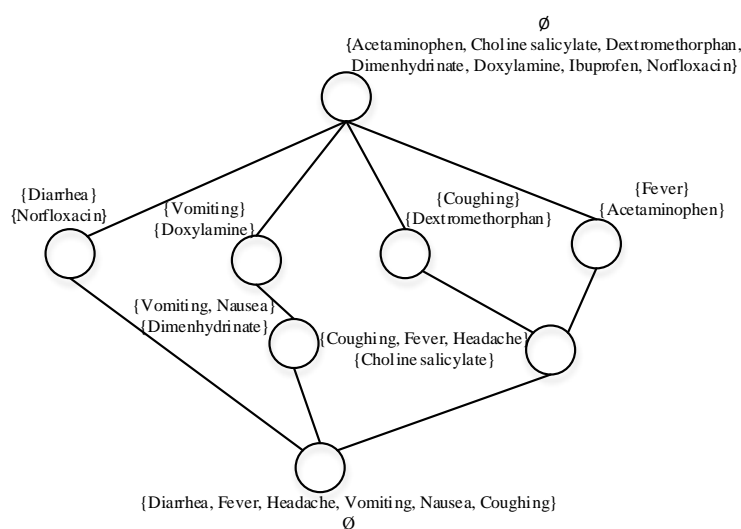 ∅
{Acetaminophen, Choline salicylate, Dextromethorphan,
Dimenhydrinate, Doxylamine, Ibuprofen, Norfloxacin}
{Diarrhea}
{Norfloxacin}
{Vomiting}
{Doxylamine}
{Coughing}
{Dextromethorphan}
{Fever}
{Acetaminophen}
{Vomiting, Nausea}
{Dimenhydrinate}
{Coughing, Fever, Headache}
{Choline salicylate}
{Diarrhea, Fever, Headache, Vomiting, Nausea, Coughing}
∅